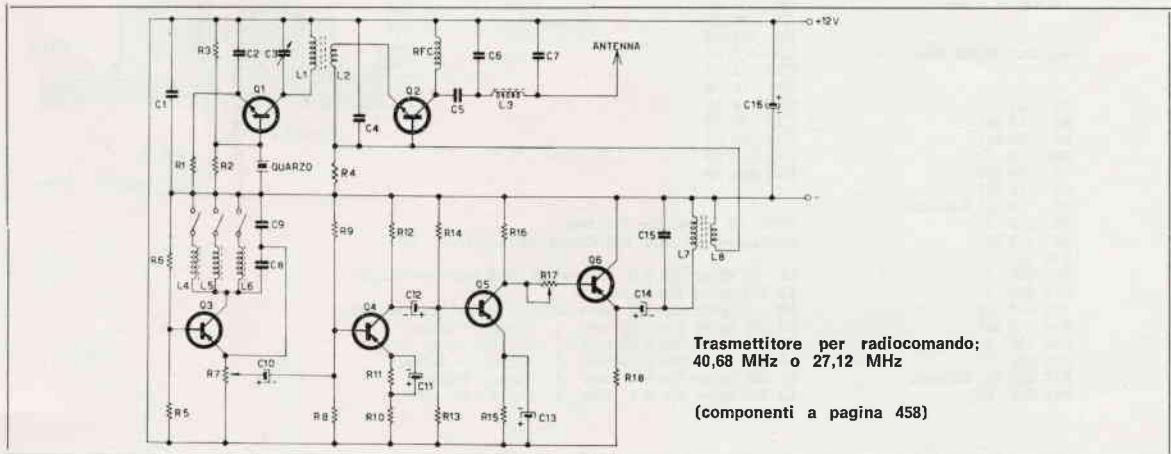 +12V
ANTENNA
R3
C2
C3
L1
L2
RFC
C6
C7
C1
Q1
Q2
C5
L3
C16
+
C4
R1
R2
QUARZO
R4
-
C9
R6
L4
L5
L6
C8
R9
R12
R14
R16
C15
L7
L8
Q3
Q4
C12
+ -
Q5
R17
Q6
C14
+ -
R7
C10
+ -
R11
C11
+
R18
R5
R8
R10
R13
R15
C13
+
Trasmettitore per radiocomando;
40,68 MHz o 27,12 MHz
(componenti a pagina 458)